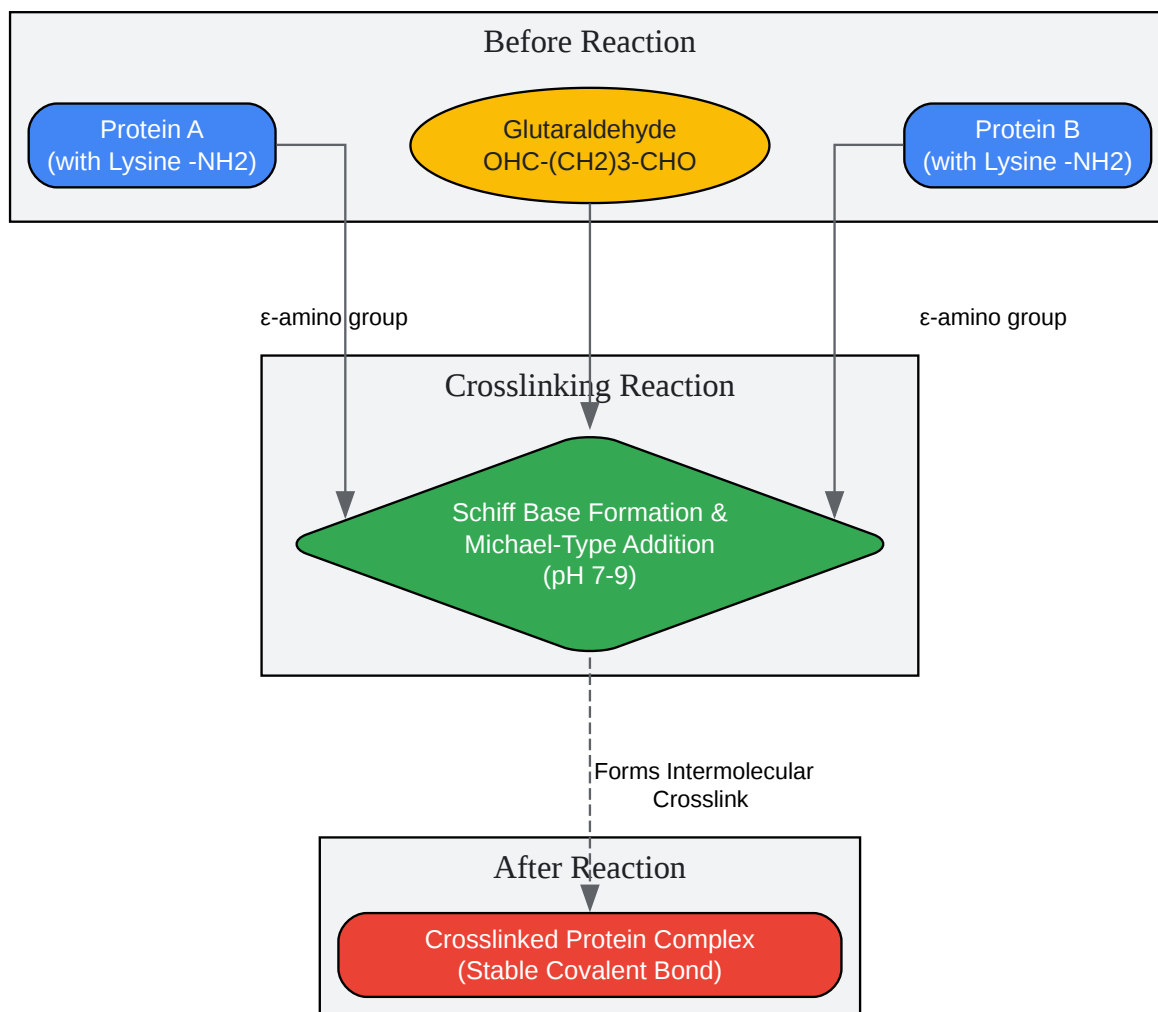 Before Reaction
Protein A
(with Lysine -NH2)
Glutaraldehyde
OHC-(CH2)3-CHO
Protein B
(with Lysine -NH2)
ε-amino group
ε-amino group
Crosslinking Reaction
Schiff Base Formation &
Michael-Type Addition
(pH 7-9)
Forms Intermolecular
Crosslink
After Reaction
Crosslinked Protein Complex
(Stable Covalent Bond)